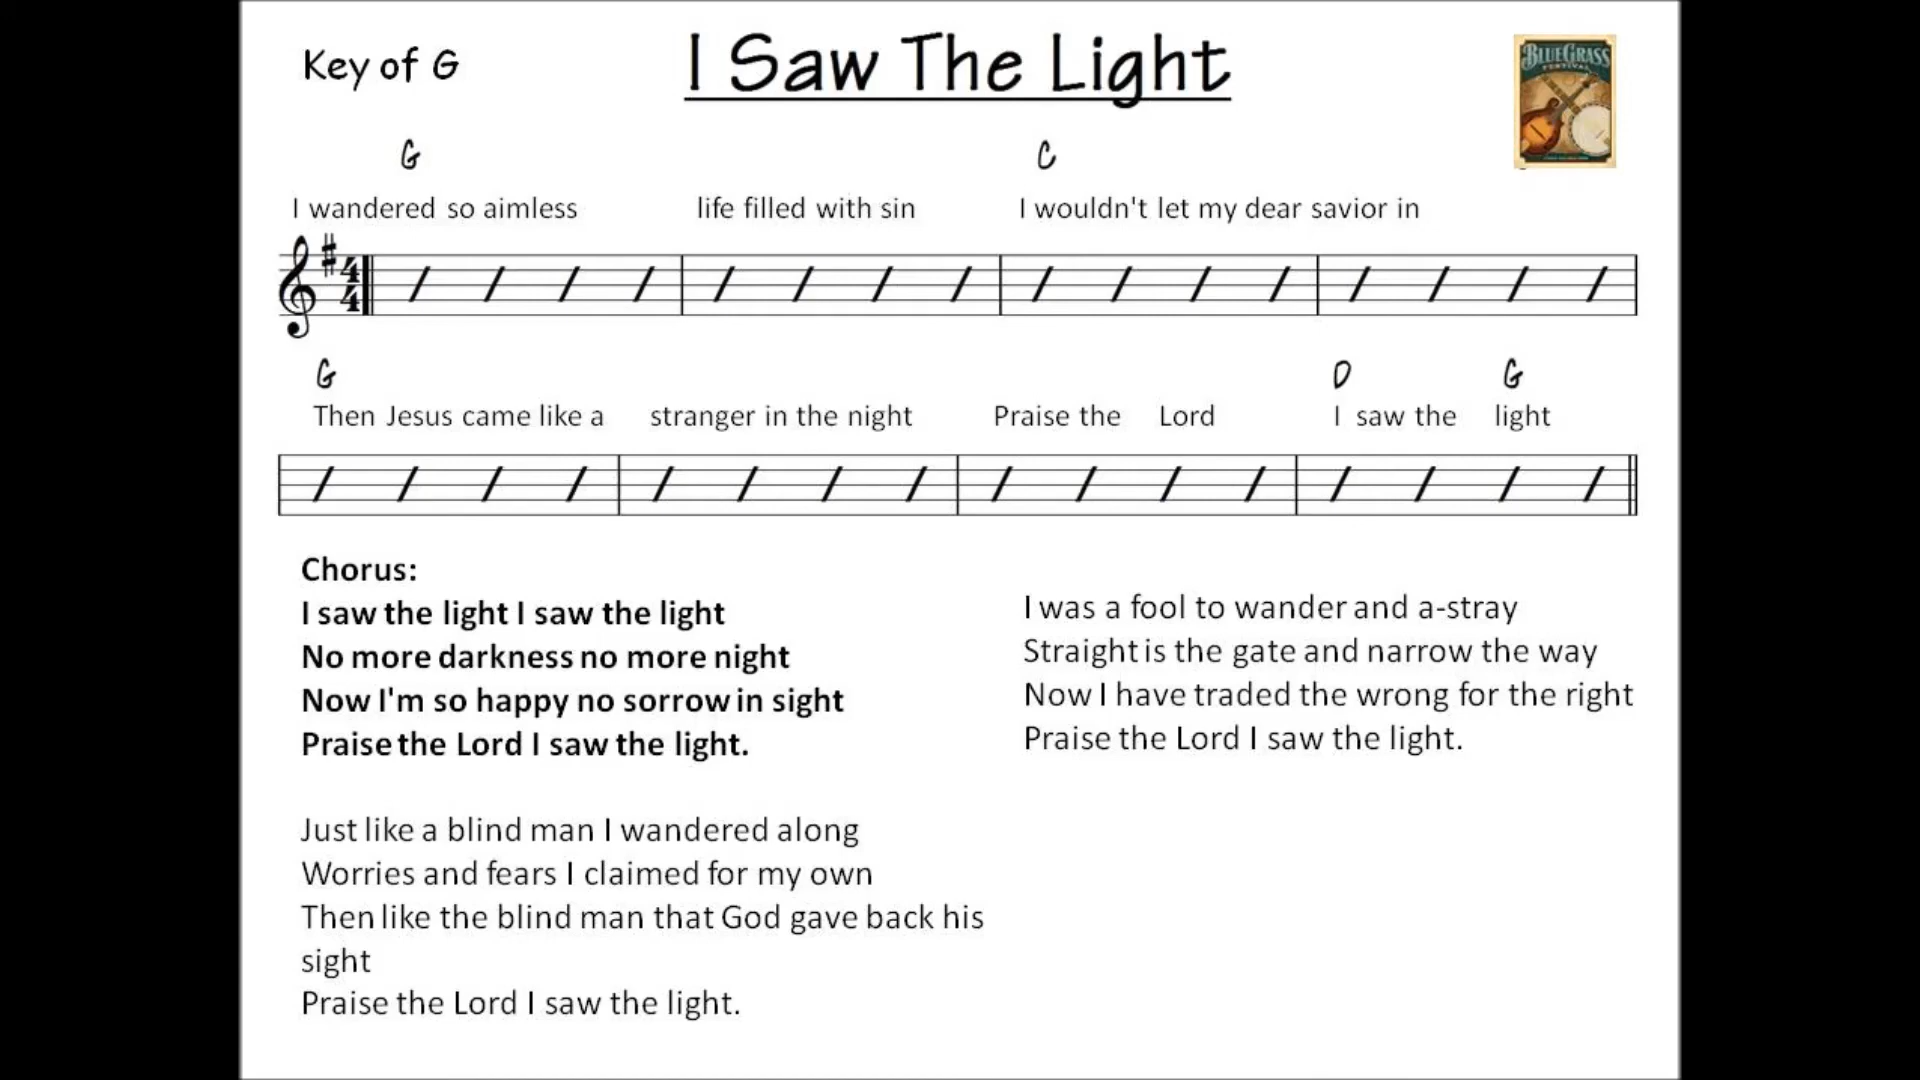 Key of G
I Saw The Light
BLUEGRASS
FESTIVAL
G C
I wandered so aimless life filled with sin I wouldn't let my dear savior in
4
4
G D G
Then Jesus came like a stranger in the night Praise the Lord I saw the light
Chorus:
I saw the light I saw the light
No more darkness no more night
Now I'm so happy no sorrow in sight
Praise the Lord I saw the light.
Just like a blind man I wandered along
Worries and fears I claimed for my own
Then like the blind man that God gave back his
sight
Praise the Lord I saw the light.
I was a fool to wander and a-stray
Straight is the gate and narrow the way
Now I have traded the wrong for the right
Praise the Lord I saw the light.